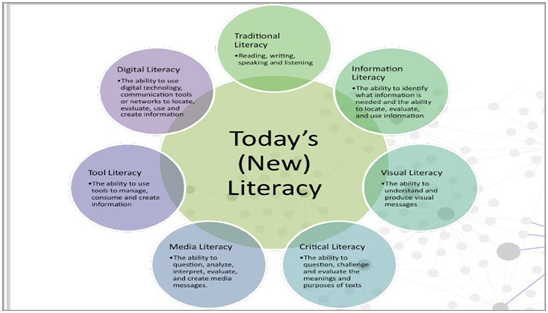 Traditional
Literacy
•Reading, writing,
speaking and listening
Information
Literacy
•The ability to identify
what information is
needed and the ability
to locate, evaluate,
and use information
Visual Literacy
•The ability to
understand and
produce visual
messages
Critical Literacy
•The ability to
question, challenge
and evaluate the
meanings and
purposes of texts
Media Literacy
•The ability to
question, analyze,
interpret, evaluate,
and create media
messages.
Tool Literacy
•The ability to use
tools to manage,
consume and create
information
Digital Literacy
•The ability to use
digital technology,
communication tools
or networks to locate,
evaluate, use and
create information
Today's
(New)
Literacy